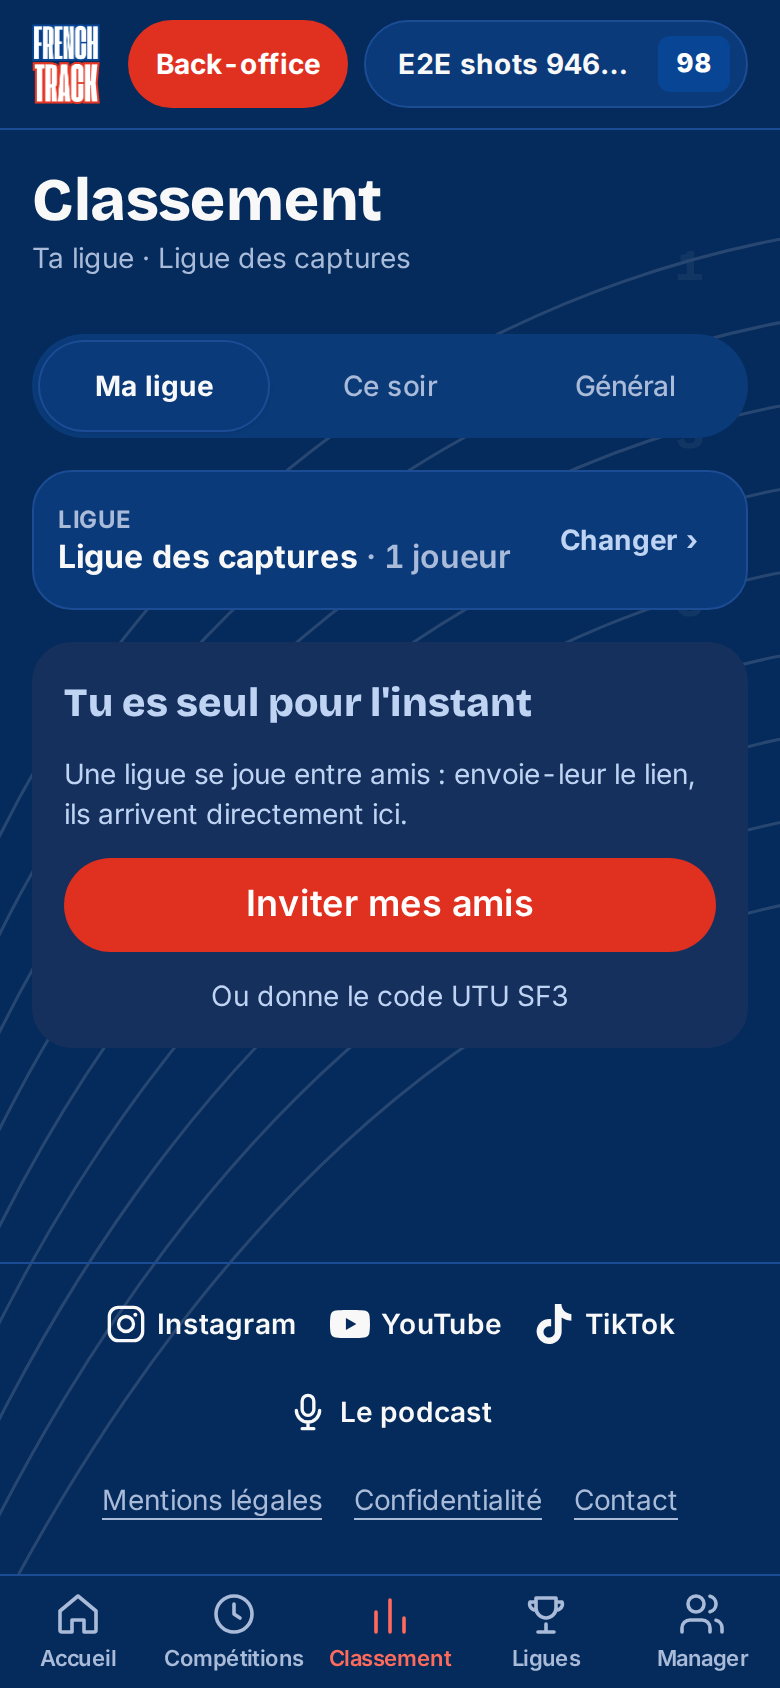 FRENCH
TRACK
Back-office
E2E shots 946...
98
Classement
Ta ligue · Ligue des captures
1
Ma ligue
Ce soir
Général
LIGUE
Ligue des captures · 1 joueur
Changer ›
Tu es seul pour l'instant
Une ligue se joue entre amis : envoie-leur le lien,
ils arrivent directement ici.
Inviter mes amis
Ou donne le code UTU SF3
Instagram
YouTube
TikTok
Le podcast
Mentions légales
Confidentialité
Contact
Accueil
Compétitions
Classement
Ligues
Manager